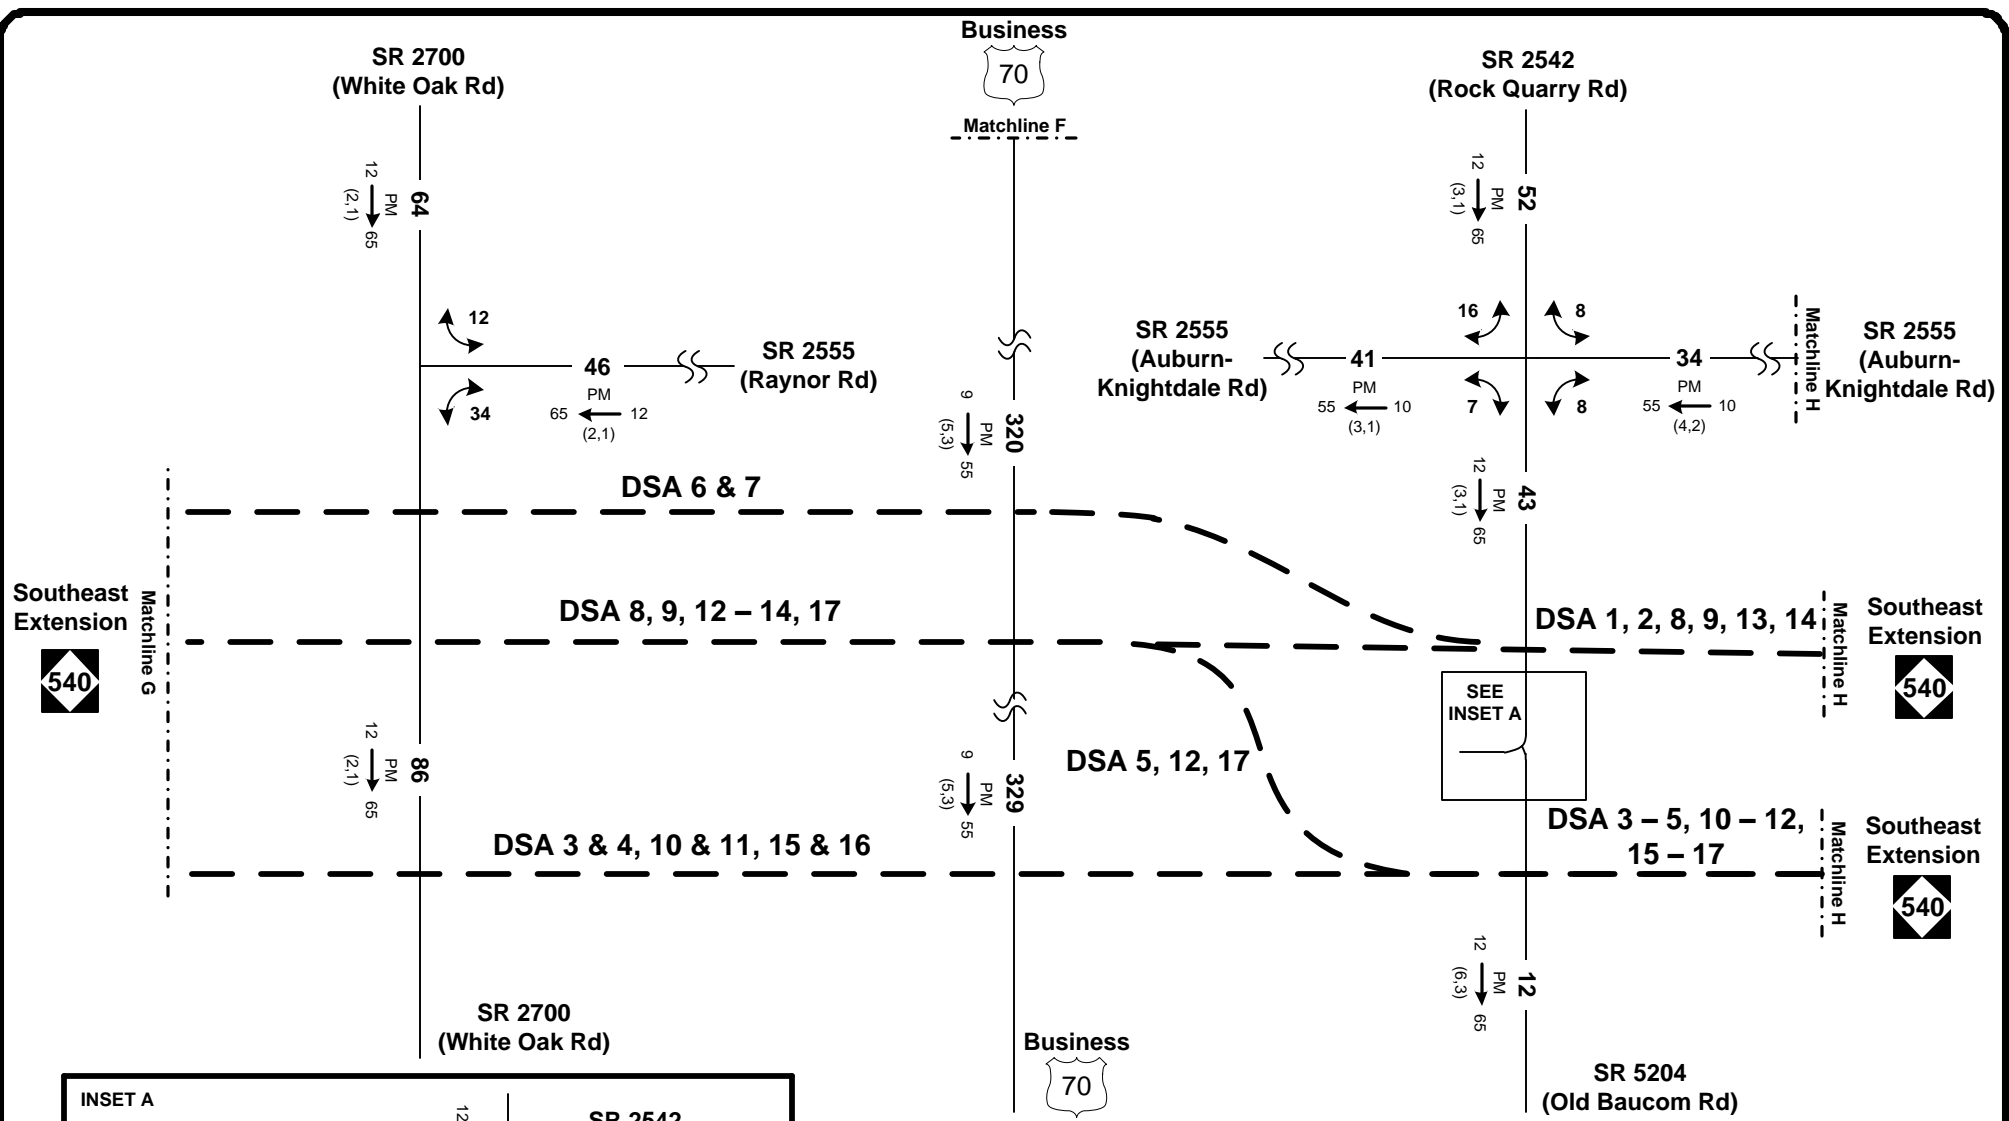 Business
70
Matchline F
SR 2700
(White Oak Rd)
SR 2542
(Rock Quarry Rd)
12
PM
(2,1)
65
64
12
PM
(3,1)
65
52
12
34
46
PM
65
12
(2,1)
SR 2555
(Raynor Rd)
9
PM
(5,3)
55
320
SR 2555
(Auburn-
Knightdale Rd)
16
8
7
8
41
PM
55
10
(3,1)
34
PM
55
10
(4,2)
Matchline H
SR 2555
(Auburn-
Knightdale Rd)
12
PM
(3,1)
65
43
DSA 6 & 7
Southeast
Extension
540
Matchline G
DSA 8, 9, 12 – 14, 17
DSA 1, 2, 8, 9, 13, 14
Matchline H
Southeast
Extension
540
SEE
INSET A
12
PM
(2,1)
65
86
9
PM
(5,3)
55
329
DSA 5, 12, 17
DSA 3 & 4, 10 & 11, 15 & 16
DSA 3 – 5, 10 – 12,
15 – 17
Matchline H
Southeast
Extension
540
12
PM
(6,3)
65
12
SR 2700
(White Oak Rd)
Business
70
SR 5204
(Old Baucom Rd)
INSET A
12
SR 2542